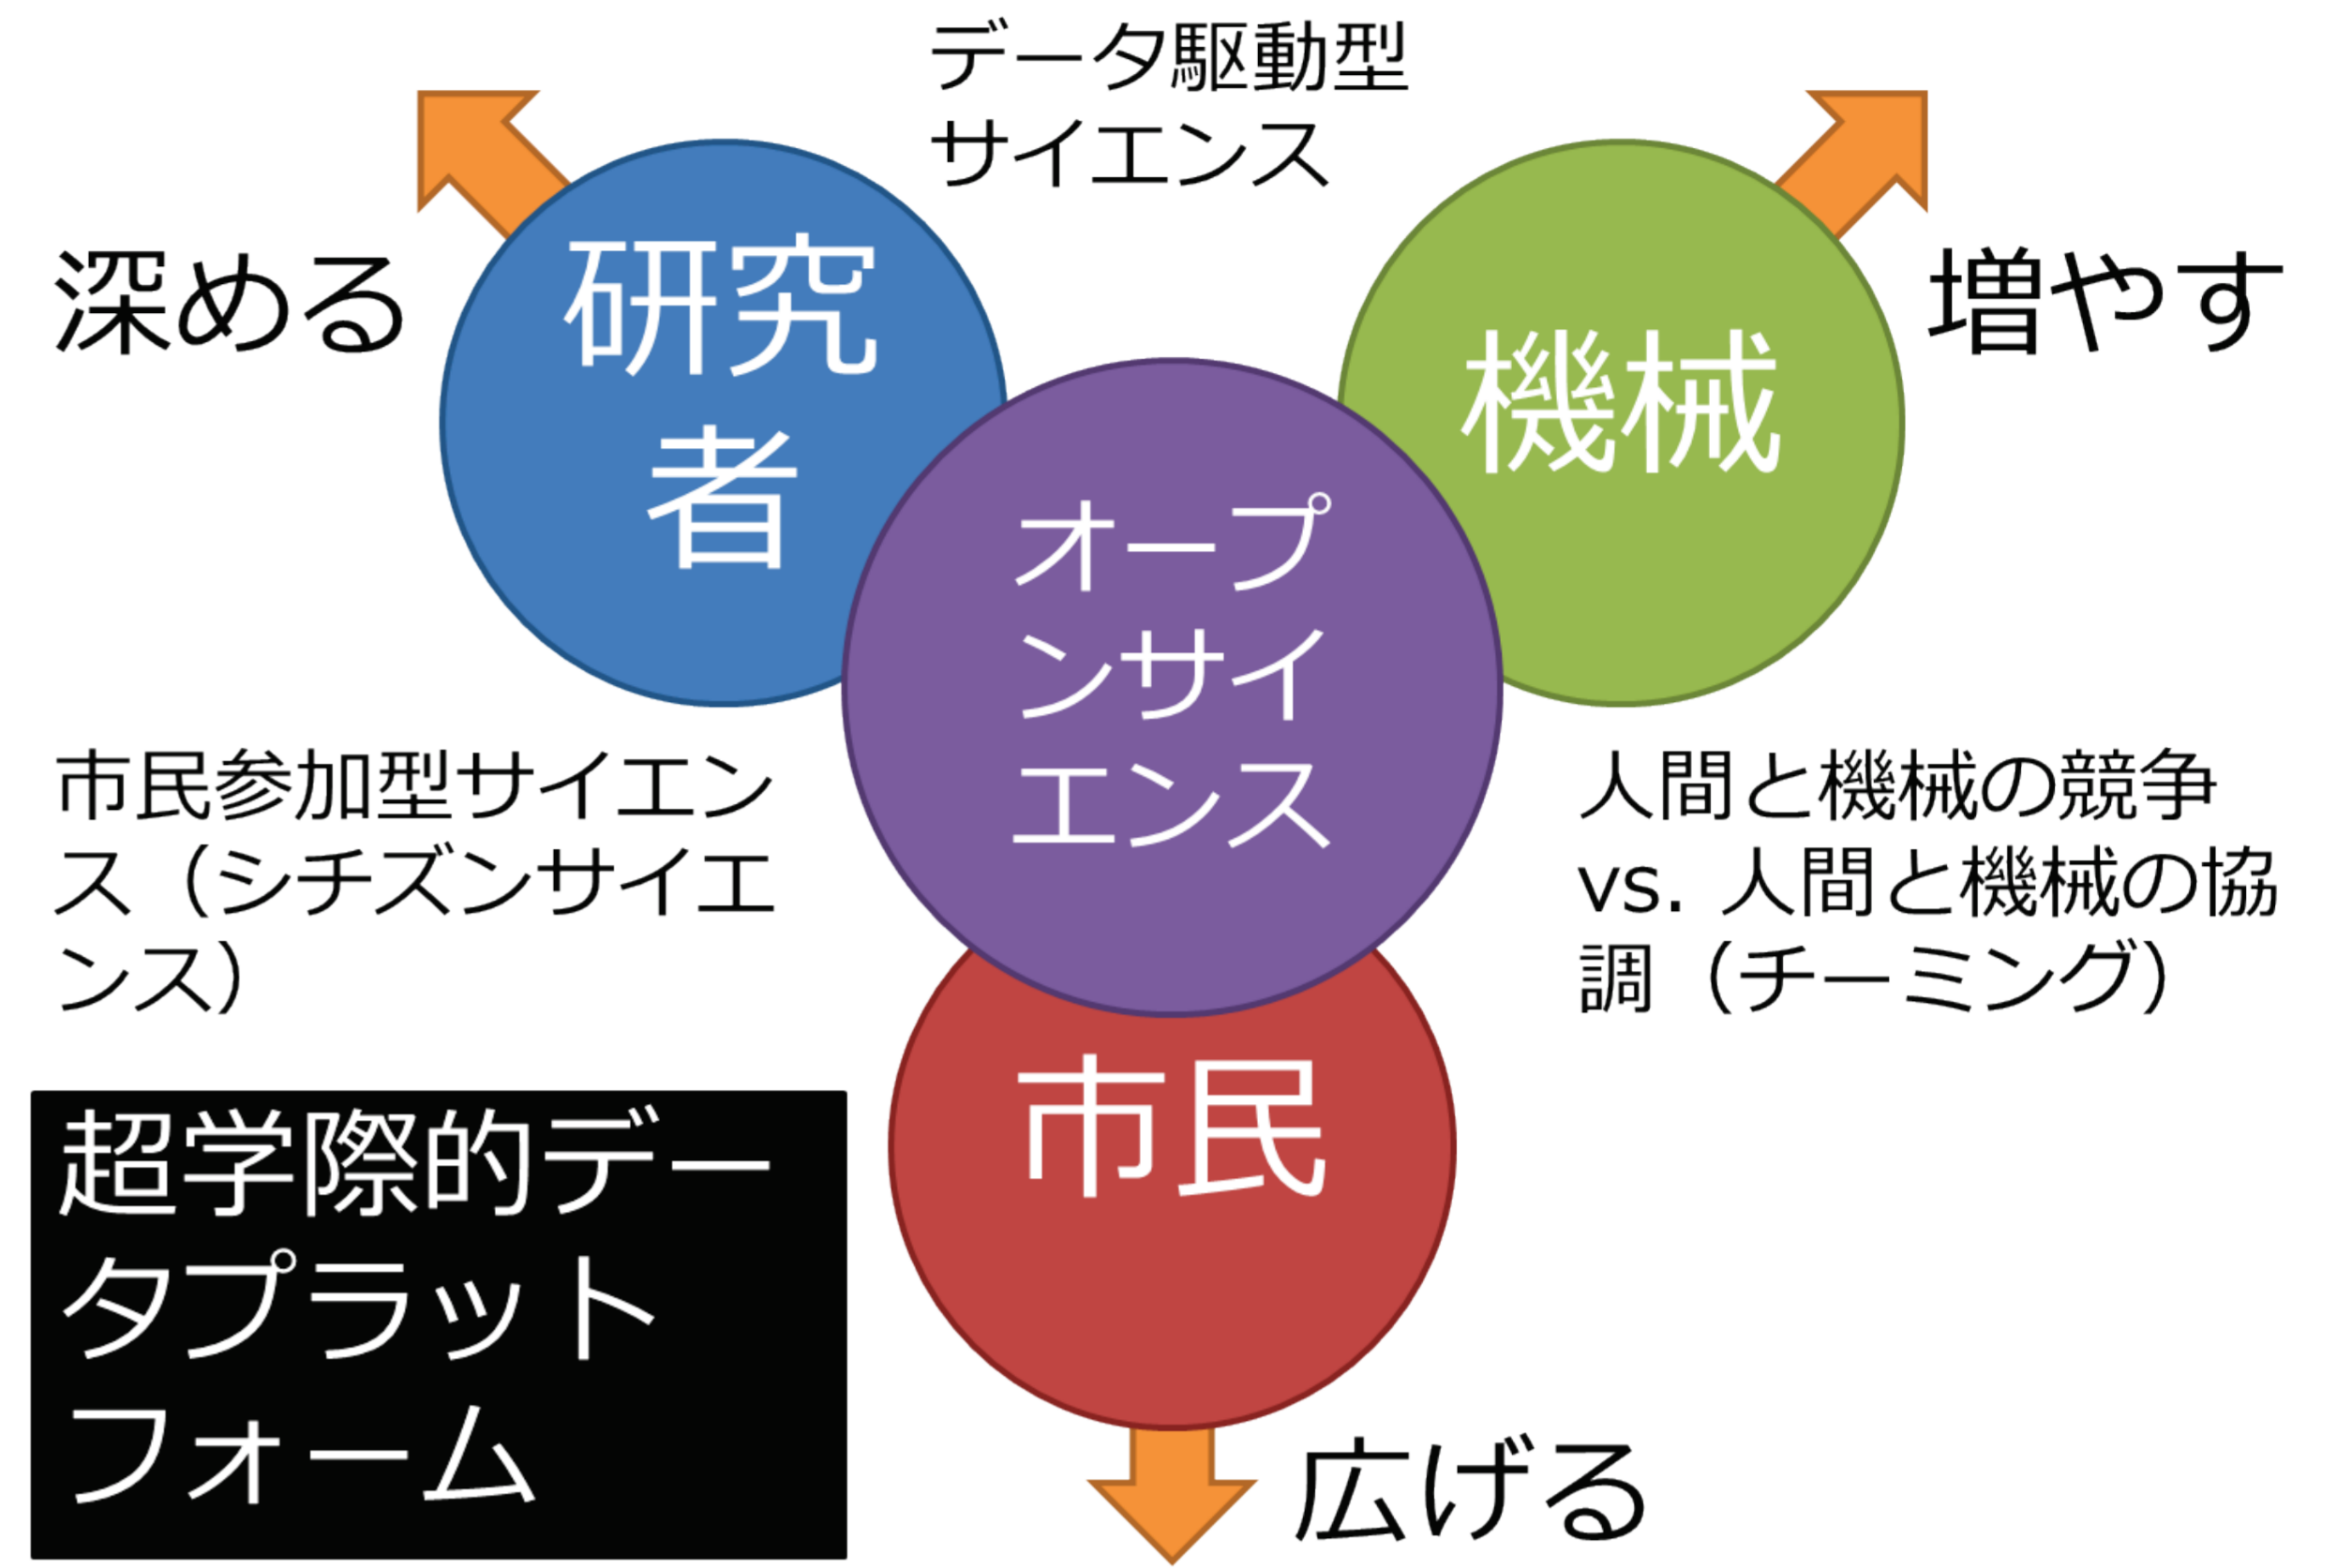 データ駆動型
サイエンス
深める
研究
者
機械
増やす
オープ
ンサイ
エンス
市民参加型サイエン
ス（シチズンサイエ
ンス）
人間と機械の競争
vs. 人間と機械の協
調（チーミング）
市民
超学際的デー
タプラット
フォーム
広げる